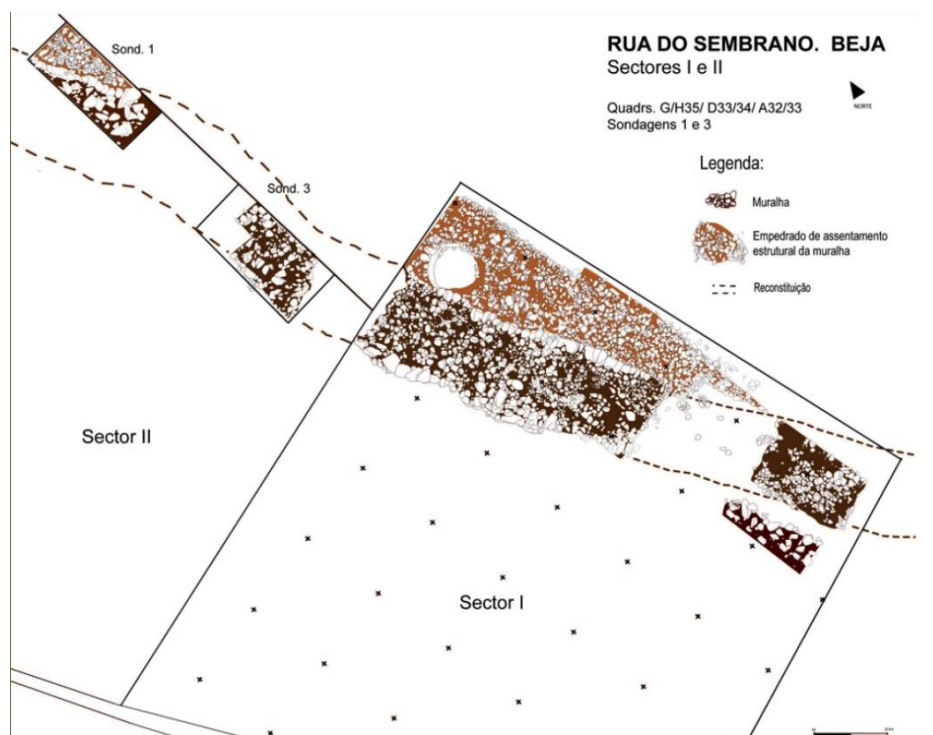 RUA DO SEMBRANO. BEJA
Sectores I e II
NORTE
Quadrs. G/H35/ D33/34/ A32/33
Sondagens 1 e 3
Legenda:
Muralha
Empedrado de assentamento
estrutural da muralha
Reconstituição
Sond. 1
Sond. 3
Sector II
Sector I